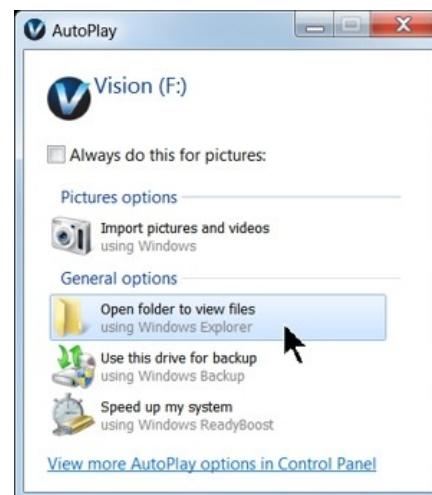 AutoPlay
Vision (F:)
Always do this for pictures:
Pictures options
Import pictures and videos
using Windows
General options
Open folder to view files
using Windows Explorer
Use this drive for backup
using Windows Backup
Speed up my system
using Windows ReadyBoost
View more AutoPlay options in Control Panel